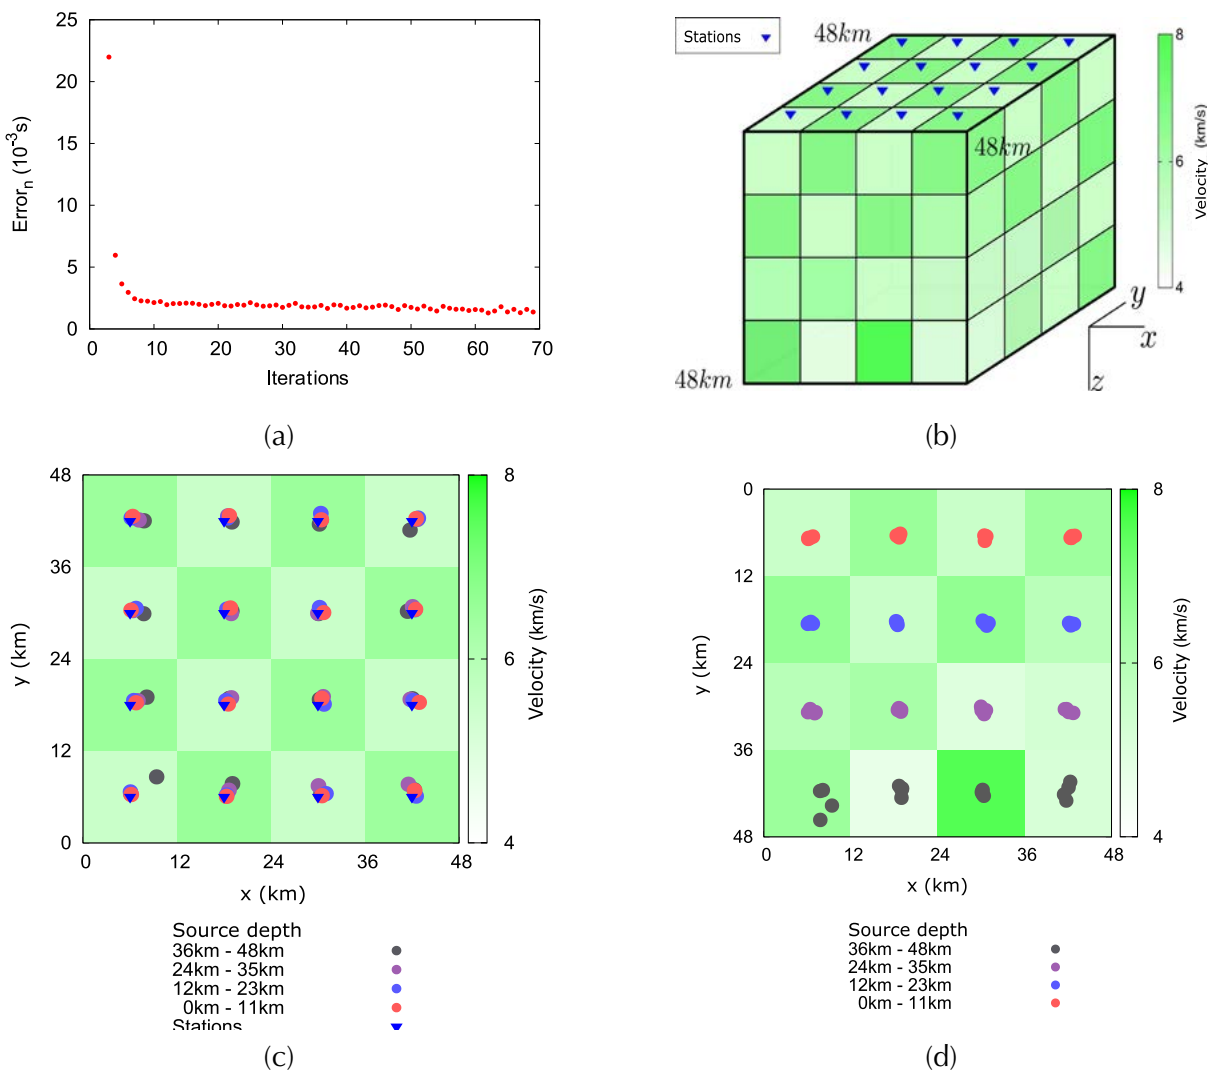 25
20
15
10
5
0
Error_n (10^-3 s)
0 10 20 30 40 50 60 70
Iterations
(a)
Stations
48km
48km
48km
y
x
z
8
6
4
Velocity (km/s)
(b)
48
36
24
12
0
y (km)
0 12 24 36 48
x (km)
8
6
4
Velocity (km/s)
Source depth
36km - 48km
24km - 35km
12km - 23km
0km - 11km
Stations
(c)
0
12
24
36
48
y (km)
0 12 24 36 48
x (km)
8
6
4
Velocity (km/s)
Source depth
36km - 48km
24km - 35km
12km - 23km
0km - 11km
(d)